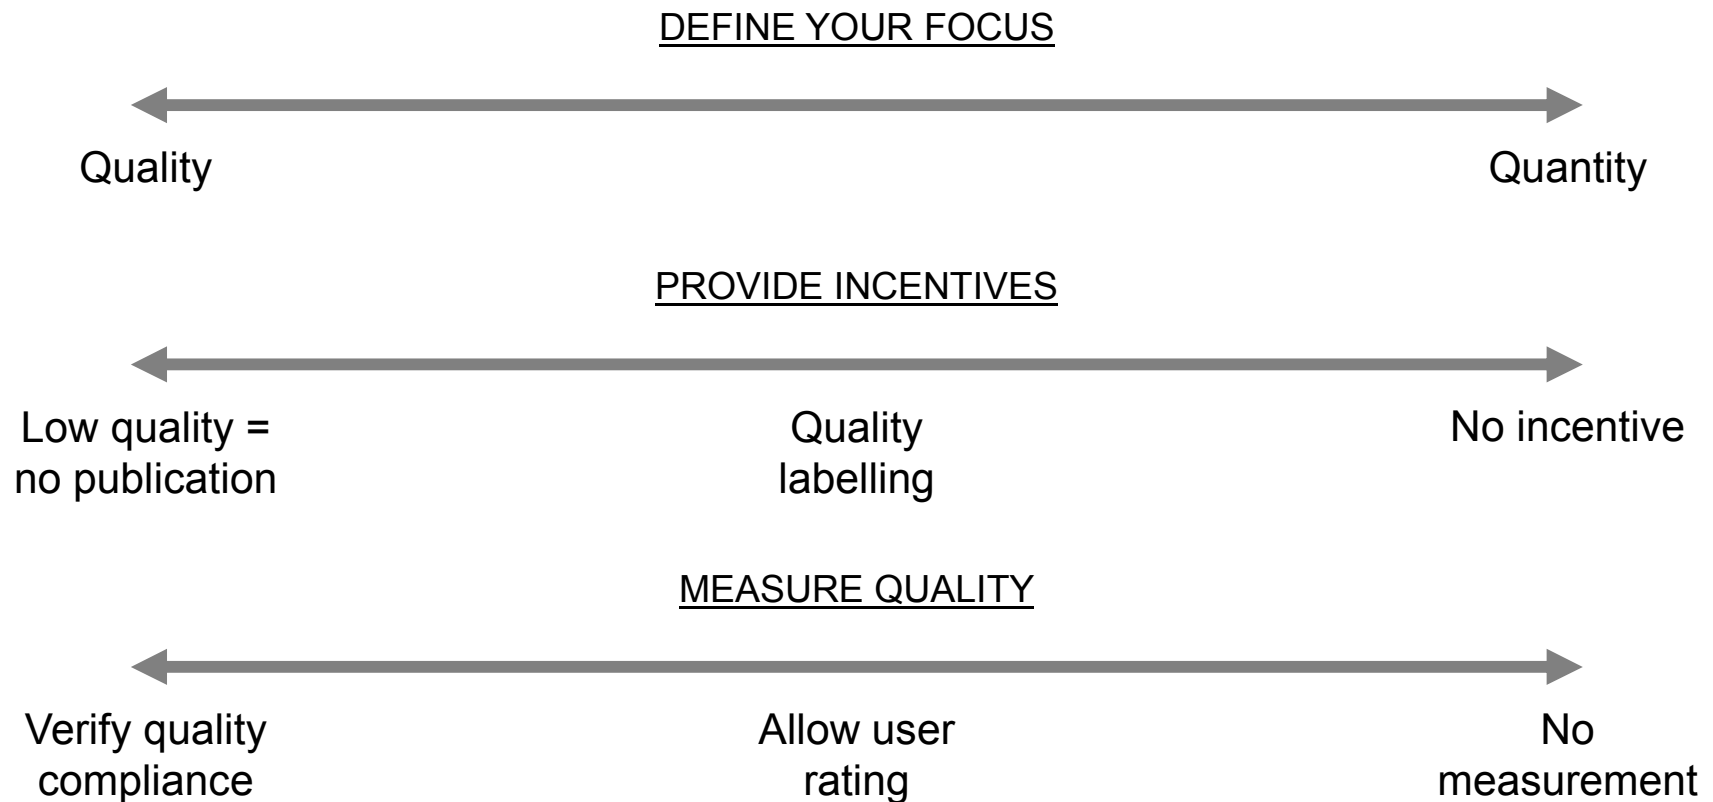 DEFINE YOUR FOCUS
Quality
Quantity
PROVIDE INCENTIVES
Low quality =
no publication
Quality
labelling
No incentive
MEASURE QUALITY
Verify quality
compliance
Allow user
rating
No
measurement